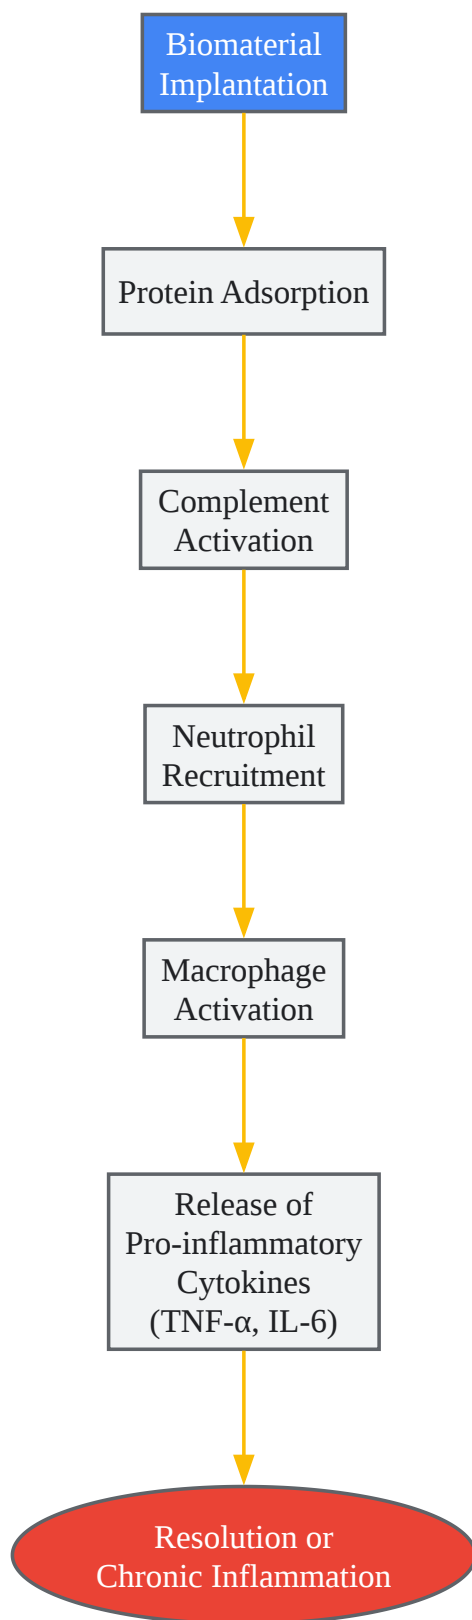 Biomaterial
Implantation
Protein Adsorption
Complement
Activation
Neutrophil
Recruitment
Macrophage
Activation
Release of
Pro-inflammatory
Cytokines
(TNF-α, IL-6)
Resolution or
Chronic Inflammation